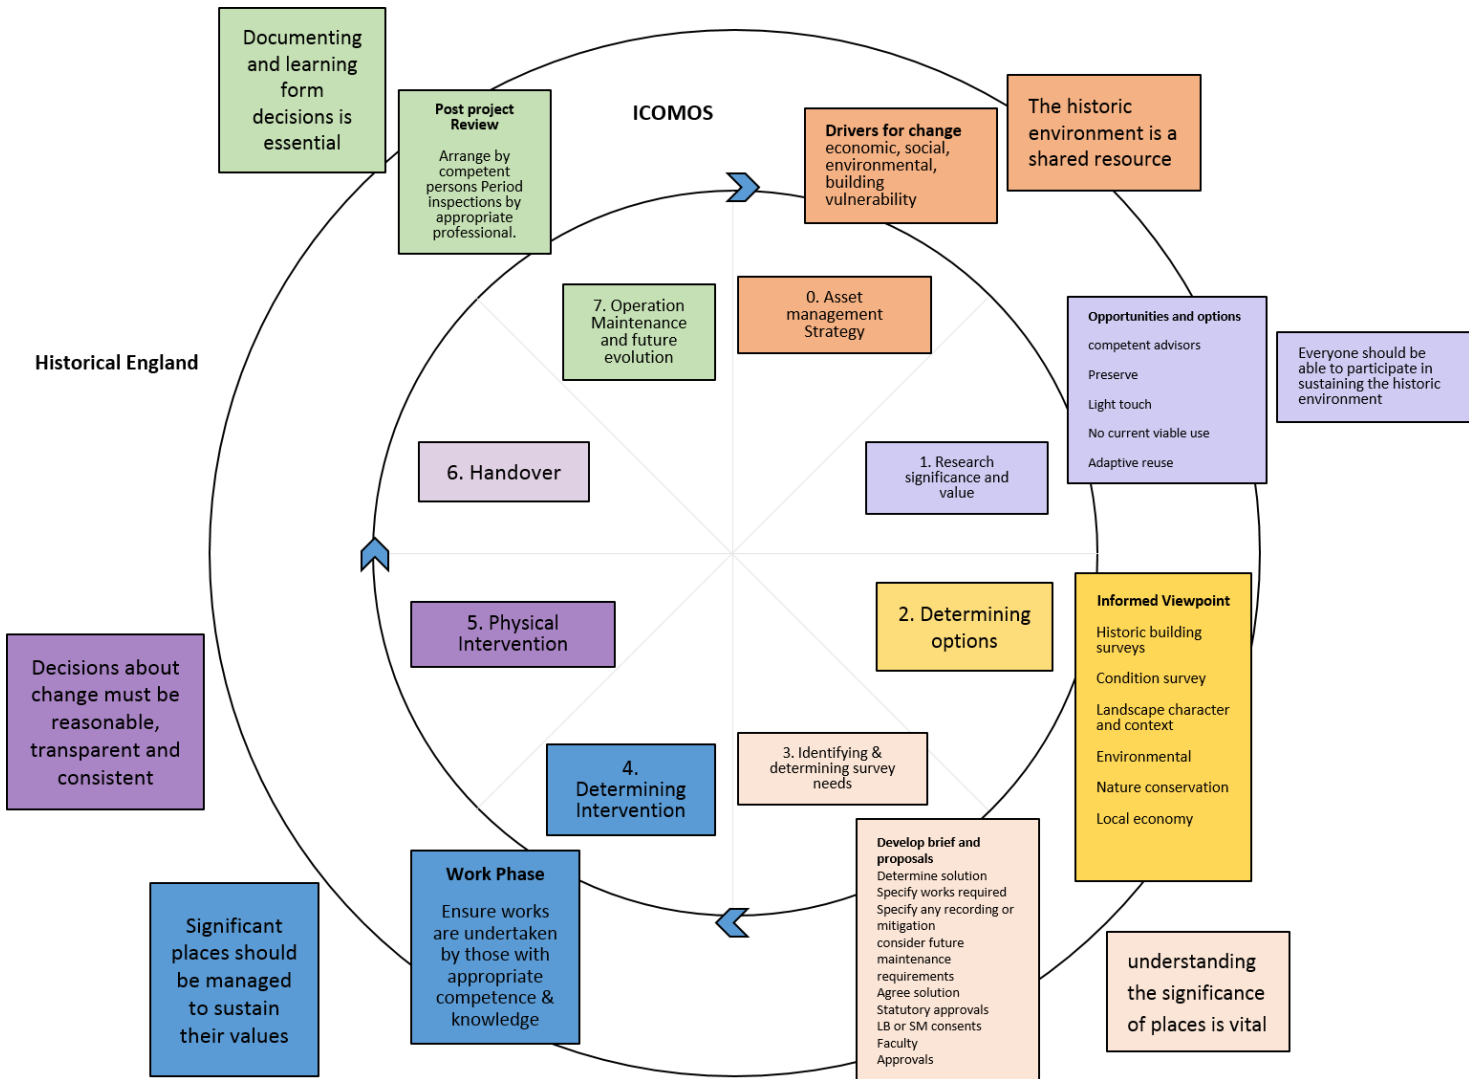 Documenting
and learning
form
decisions is
essential
Post project
Review
Arrange by
competent
persons Period
inspections by
appropriate
professional.
ICOMOS
Drivers for change
economic, social,
environmental,
building
vulnerability
The historic
environment is a
shared resource
Historical England
7. Operation
Maintenance
and future
evolution
0. Asset
management
Strategy
Opportunities and options
competent advisors
Preserve
Light touch
No current viable use
Adaptive reuse
Everyone should be
able to participate in
sustaining the historic
environment
6. Handover
1. Research
significance and
value
5. Physical
Intervention
2. Determining
options
Informed Viewpoint
Historic building
surveys
Condition survey
Landscape character
and context
Environmental
Nature conservation
Local economy
Decisions about
change must be
reasonable,
transparent and
consistent
4.
Determining
Intervention
3. Identifying &
determining survey
needs
Significant
places should
be managed
to sustain
their values
Work Phase
Ensure works
are undertaken
by those with
appropriate
competence &
knowledge
Develop brief and
proposals
Determine solution
Specify works required
Specify any recording or
mitigation
consider future
maintenance
requirements
Agree solution
Statutory approvals
LB or SM consents
Faculty
Approvals
understanding
the significance
of places is vital